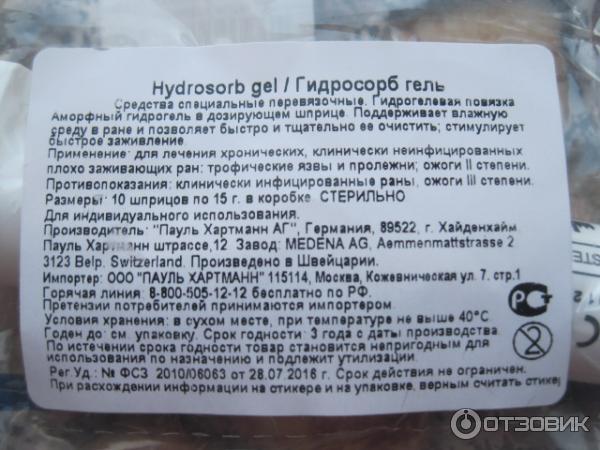 Hydrosorb gel / Гидросорб гель
Средства специальные перевязочные. Гидрогелевая повязка
Аморфный гидрогель в дозирующем шприце. Поддерживает влажную
среду в ране и позволяет быстро и тщательно ее очистить; стимулирует
быстрое заживление.
Применение: для лечения хронических, клинически неинфицированных
плохо заживающих ран: трофические язвы и пролежни; ожоги II степени.
Противопоказания: клинически инфицированные раны, ожоги III степени.
Размеры: 10 шприцов по 15 г. в коробке СТЕРИЛЬНО
Для индивидуального использования.
Производитель: "Пауль Хартманн АГ", Германия, 89522, г. Хайденхайм,
Пауль Хартманн штрассе,12 Завод: MEDENA AG, Aemmenmattstrasse 2
3123 Belp. Switzerland. Произведено в Швейцарии.
Импортер: ООО "ПАУЛЬ ХАРТМАНН" 115114, Москва, Кожевническая ул. 7. стр.1
Горячая линия: 8-800-505-12-12 бесплатно по РФ.
Претензии потребителей принимаются импортером.
Условия хранения: в сухом месте, при температуре не выше 40°С
Годен до: см. упаковку. Срок годности: 3 года с даты производства.
По истечении срока годности товар становится непригодным для
использования по назначению и подлежит утилизации.
Рег.Уд.: № ФСЗ 2010/06063 от 28.07.2016 г. Срок действия не ограничен.
При расхождении информации на стикере и на упаковке, верным считать стике
РСТ
2
STE
ОТЗОВИК